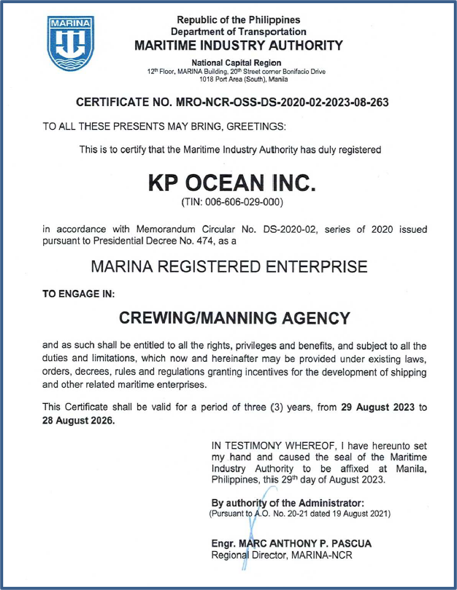 MARINA
Republic of the Philippines
Department of Transportation
MARITIME INDUSTRY AUTHORITY
National Capital Region
12th Floor, MARINA Building, 20th Street corner Bonifacio Drive
1018 Port Area (South), Manila
CERTIFICATE NO. MRO-NCR-OSS-DS-2020-02-2023-08-263
TO ALL THESE PRESENTS MAY BRING, GREETINGS:
This is to certify that the Maritime Industry Authority has duly registered
KP OCEAN INC.
(TIN: 006-606-029-000)
in accordance with Memorandum Circular No. DS-2020-02, series of 2020 issued
pursuant to Presidential Decree No. 474, as a
MARINA REGISTERED ENTERPRISE
TO ENGAGE IN:
CREWING/MANNING AGENCY
and as such shall be entitled to all the rights, privileges and benefits, and subject to all the
duties and limitations, which now and hereinafter may be provided under existing laws,
orders, decrees, rules and regulations granting incentives for the development of shipping
and other related maritime enterprises.
This Certificate shall be valid for a period of three (3) years, from 29 August 2023 to
28 August 2026.
IN TESTIMONY WHEREOF, I have hereunto set
my hand and caused the seal of the Maritime
Industry Authority to be affixed at Manila,
Philippines, this 29th day of August 2023.
By authority of the Administrator:
(Pursuant to A.O. No. 20-21 dated 19 August 2021)
Engr. MARC ANTHONY P. PASCUA
Regional Director, MARINA-NCR